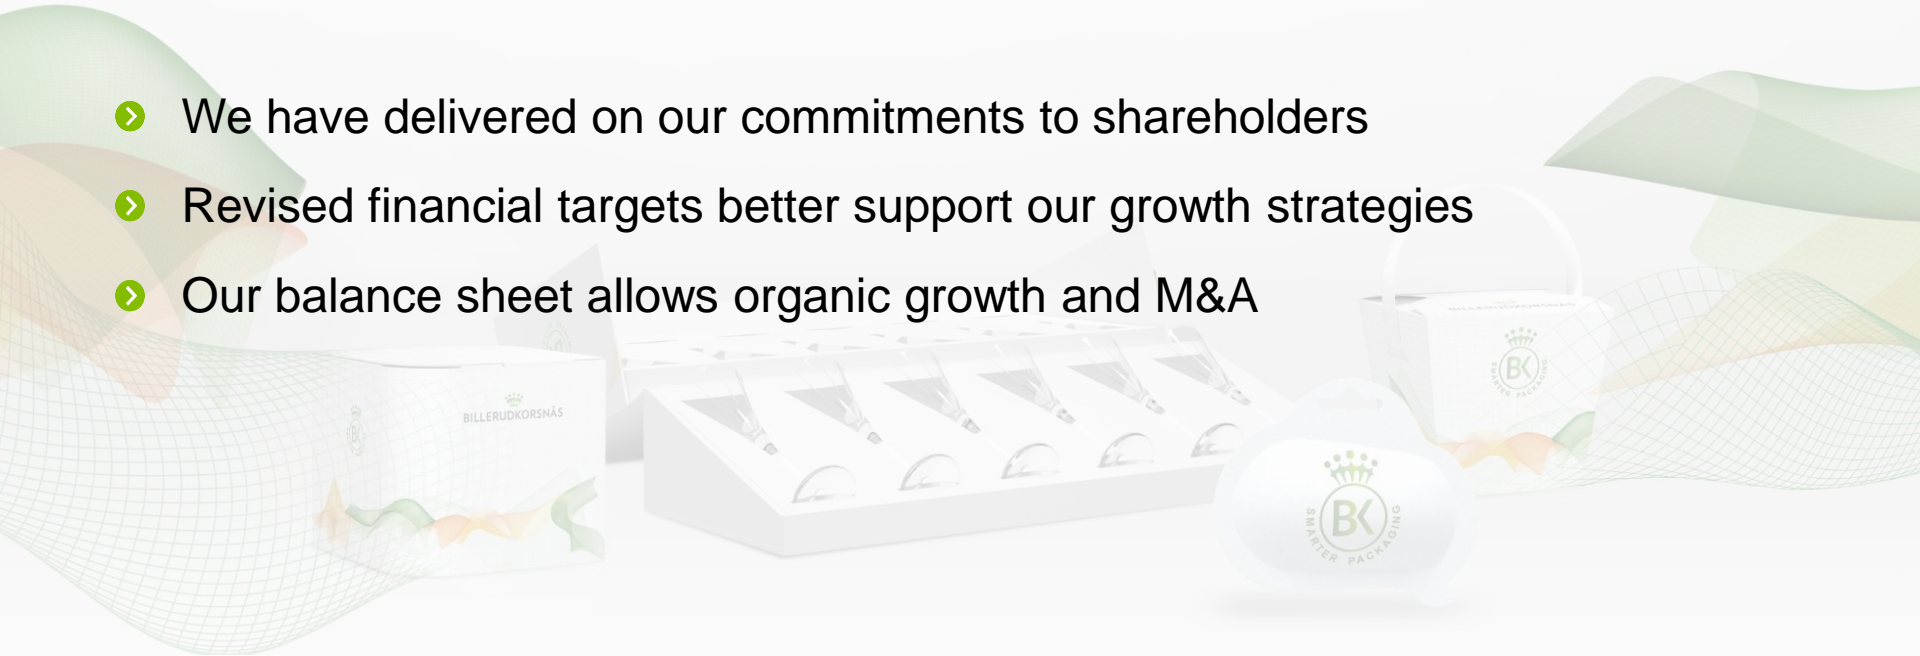 We have delivered on our commitments to shareholders
Revised financial targets better support our growth strategies
Our balance sheet allows organic growth and M&A
BILLERUDKORSNÄS
BILLERUDKORSNÄS
BK
SMARTER PACKAGING
BK
SMARTER PACKAGING